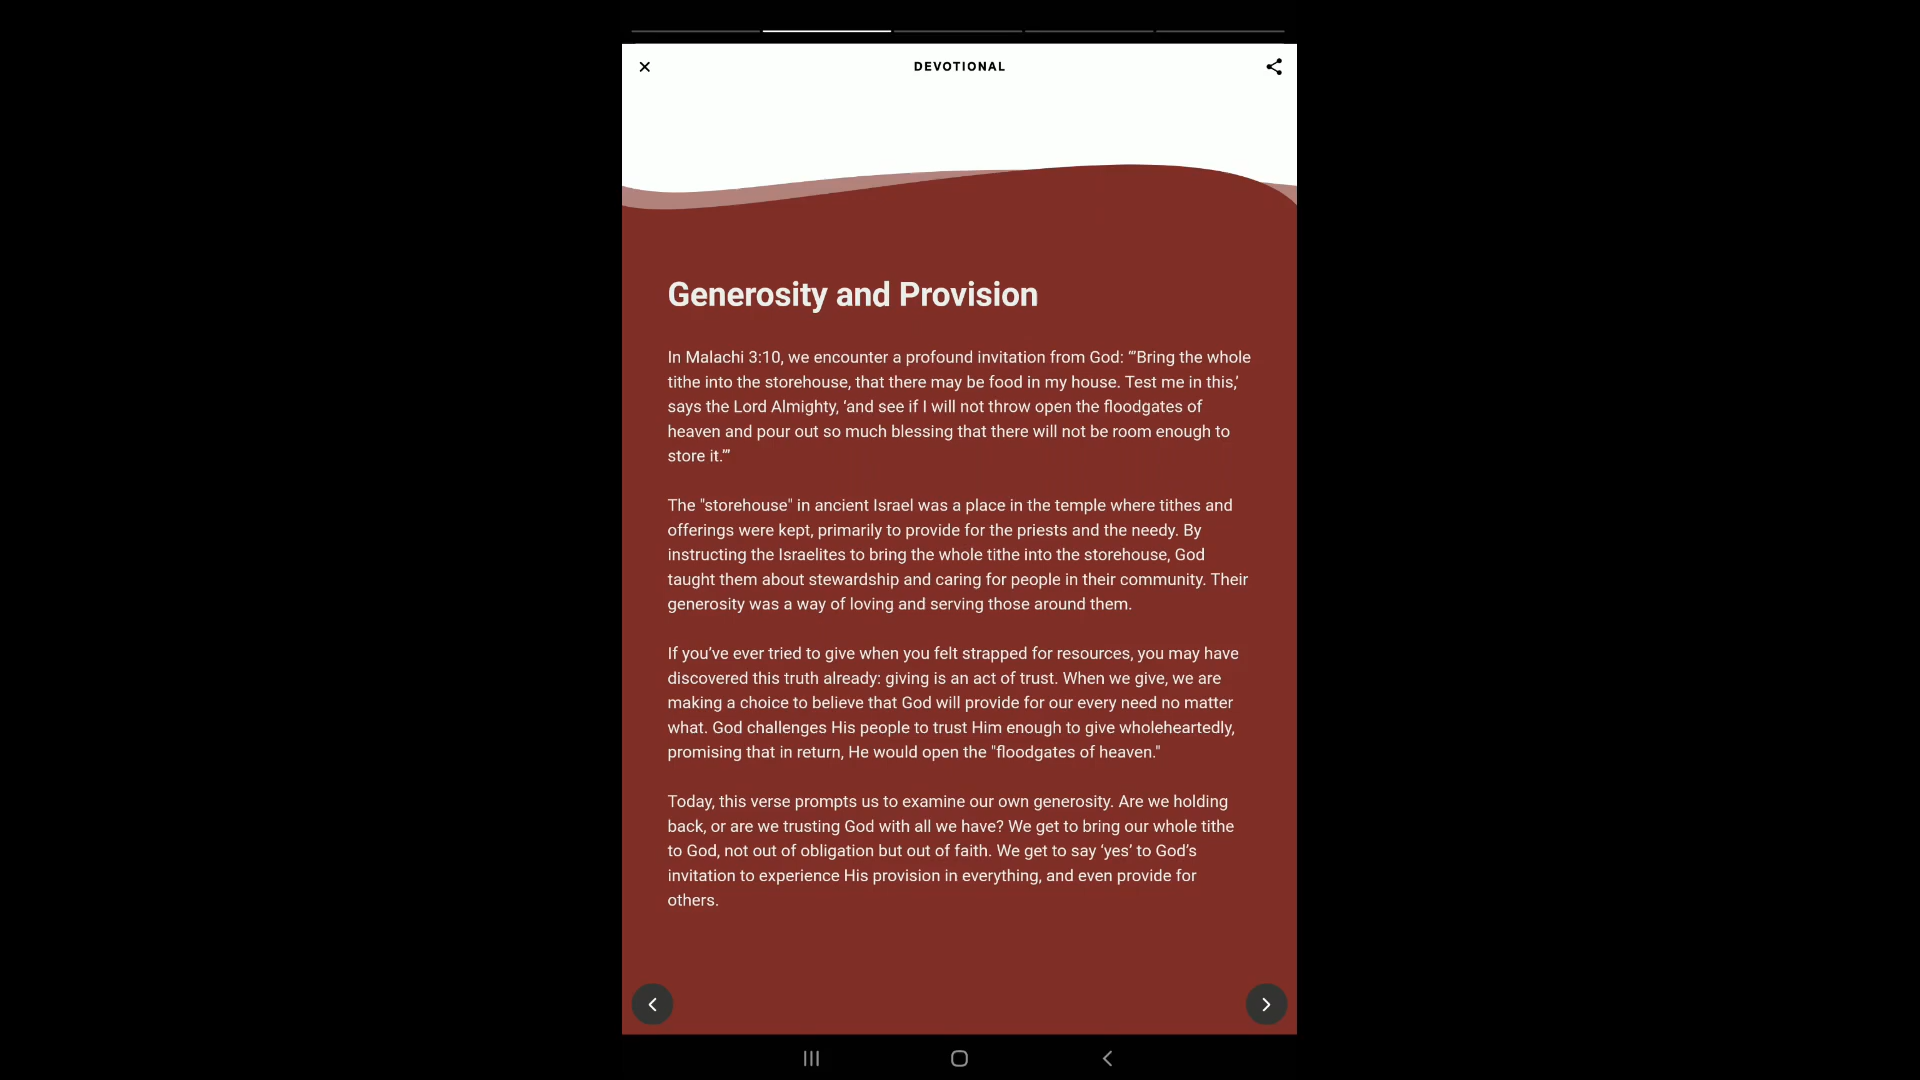 DEVOTIONAL
Generosity and Provision
In Malachi 3:10, we encounter a profound invitation from God: “‘Bring the whole
tithe into the storehouse, that there may be food in my house. Test me in this,’
says the Lord Almighty, ‘and see if I will not throw open the floodgates of
heaven and pour out so much blessing that there will not be room enough to
store it.’”
The "storehouse" in ancient Israel was a place in the temple where tithes and
offerings were kept, primarily to provide for the priests and the needy. By
instructing the Israelites to bring the whole tithe into the storehouse, God
taught them about stewardship and caring for people in their community. Their
generosity was a way of loving and serving those around them.
If you’ve ever tried to give when you felt strapped for resources, you may have
discovered this truth already: giving is an act of trust. When we give, we are
making a choice to believe that God will provide for our every need no matter
what. God challenges His people to trust Him enough to give wholeheartedly,
promising that in return, He would open the "floodgates of heaven."
Today, this verse prompts us to examine our own generosity. Are we holding
back, or are we trusting God with all we have? We get to bring our whole tithe
to God, not out of obligation but out of faith. We get to say ‘yes’ to God’s
invitation to experience His provision in everything, and even provide for
others.